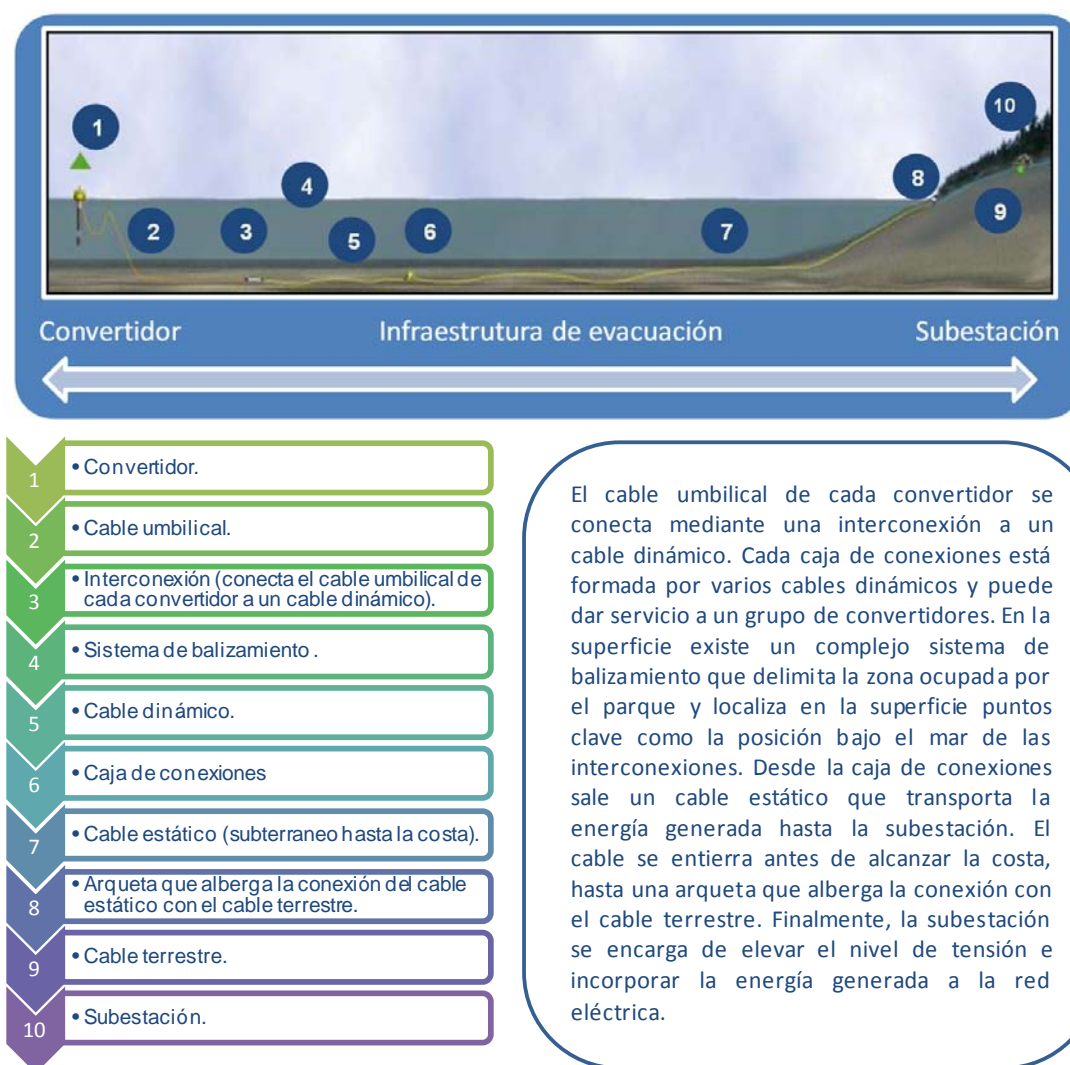 1
10
4
8
2
3
5
6
7
9
Convertidor
Infraestrutura de evacuación
Subestación
1
• Convertidor.
2
• Cable umbilical.
3
• Interconexión (conecta el cable umbilical de
cada convertidor a un cable dinámico).
4
• Sistema de balizamiento .
5
• Cable dinámico.
6
• Caja de conexiones
7
• Cable estático (subterraneo hasta la costa).
8
• Arqueta que alberga la conexión del cable
estático con el cable terrestre.
9
• Cable terrestre.
10
• Subestación.
El cable umbilical de cada convertidor se
conecta mediante una interconexión a un
cable dinámico. Cada caja de conexiones está
formada por varios cables dinámicos y puede
dar servicio a un grupo de convertidores. En la
superficie existe un complejo sistema de
balizamiento que delimita la zona ocupada por
el parque y localiza en la superficie puntos
clave como la posición bajo el mar de las
interconexiones. Desde la caja de conexiones
sale un cable estático que transporta la
energía generada hasta la subestación. El
cable se entierra antes de alcanzar la costa,
hasta una arqueta que alberga la conexión con
el cable terrestre. Finalmente, la subestación
se encarga de elevar el nivel de tensión e
incorporar la energía generada a la red
eléctrica.